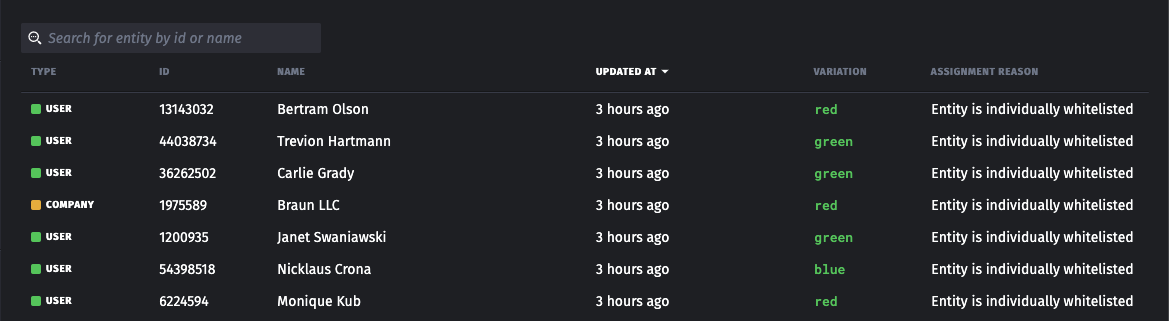 Search for entity by id or name
TYPE ID NAME UPDATED AT VARIATION ASSIGNMENT REASON
USER 13143032 Bertram Olson 3 hours ago red Entity is individually whitelisted
USER 44038734 Trevion Hartmann 3 hours ago green Entity is individually whitelisted
USER 36262502 Carlie Grady 3 hours ago green Entity is individually whitelisted
COMPANY 1975589 Braun LLC 3 hours ago red Entity is individually whitelisted
USER 1200935 Janet Swaniawski 3 hours ago green Entity is individually whitelisted
USER 54398518 Nicklaus Crona 3 hours ago blue Entity is individually whitelisted
USER 6224594 Monique Kub 3 hours ago red Entity is individually whitelisted